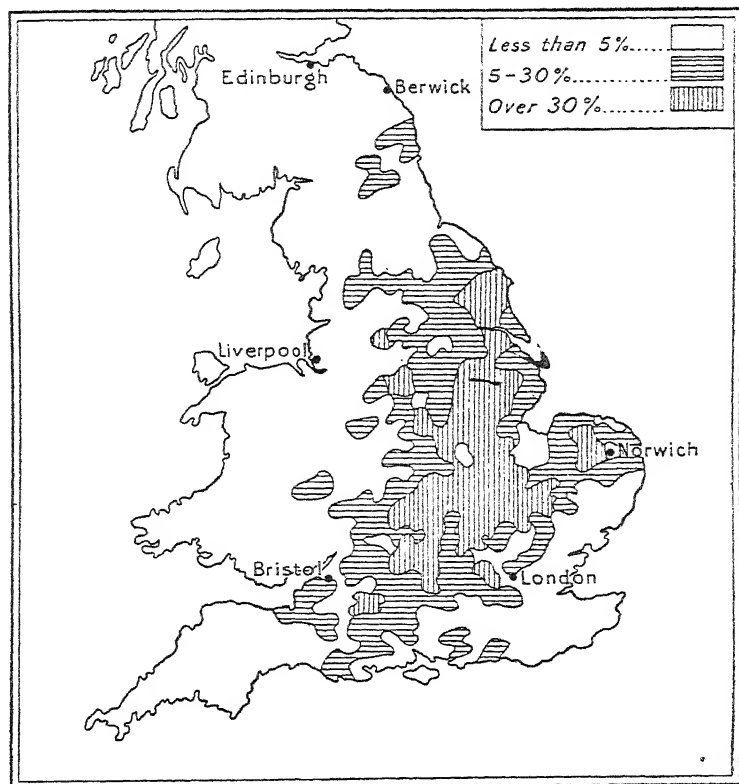 Less than 5%......
5-30%............
Over 30%.........
Edinburgh
Berwick
Liverpool
Norwich
Bristol
London